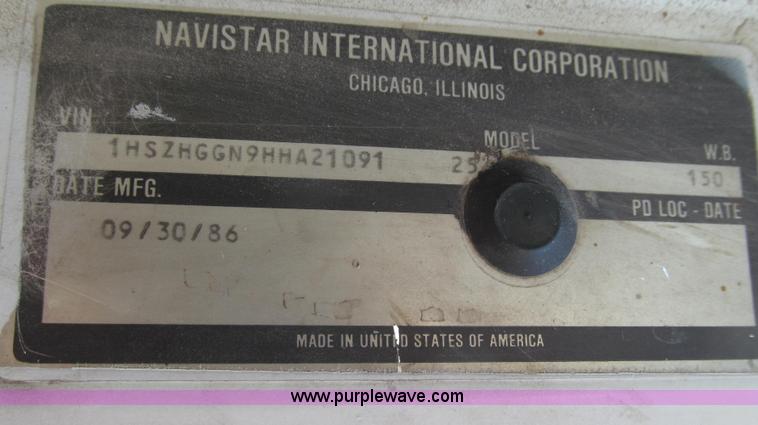 NAVISTAR INTERNATIONAL CORPORATION
CHICAGO, ILLINOIS
VIN MODEL W.B.
1HSZHGGN9HHA21091 150
DATE MFG. PD LOC - DATE
09/30/86
MADE IN UNITED STATES OF AMERICA
www.purplewave.com